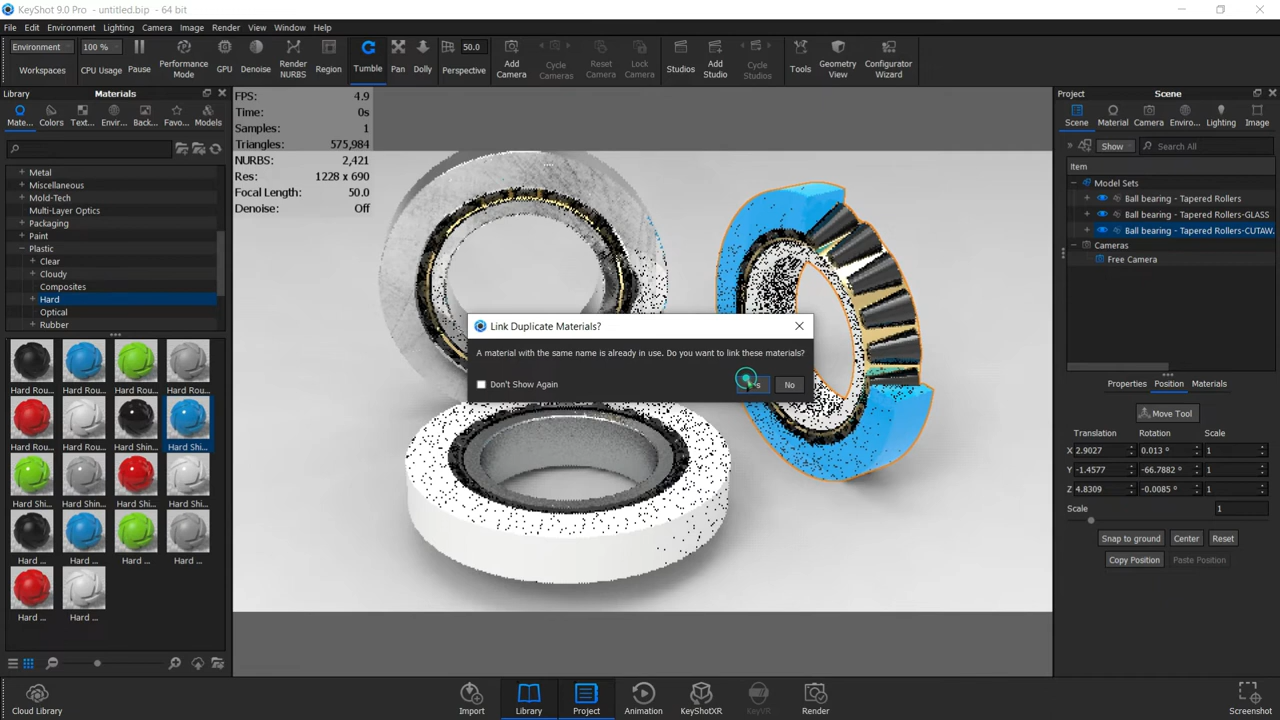 KeyShot 9.0 Pro - untitled.bip - 64 bit
File Edit Environment Lighting Camera Image Render View Window Help
Environment 100 % 50.0
Workspaces CPU Usage Pause Performance Mode GPU Denoise Render NURBS Region Tumble Pan Dolly Perspective Add Camera Cycle Cameras Reset Camera Lock Camera Studios Add Studio Cycle Studios Tools Geometry View Configurator Wizard
Library Materials
Mate... Colors Text... Envir... Back... Favo... Models
Metal
Miscellaneous
Mold-Tech
Multi-Layer Optics
Packaging
Paint
Plastic
Clear
Cloudy
Composites
Hard
Optical
Rubber
Hard Rou... Hard Rou... Hard Rou... Hard Rou...
Hard Rou... Hard Rou... Hard Shin... Hard Shi...
Hard Shi... Hard Shi... Hard Shi... Hard Shi...
Hard ... Hard ... Hard ... Hard ...
Hard ... Hard ...
FPS: 4.9
Time: 0s
Samples: 1
Triangles: 575,984
NURBS: 2,421
Res: 1228 x 690
Focal Length: 50.0
Denoise: Off
Link Duplicate Materials?
A material with the same name is already in use. Do you want to link these materials?
Don't Show Again
No
Project Scene
Scene Material Camera Enviro... Lighting Image
Show Search All
Item
Model Sets
Ball bearing - Tapered Rollers
Ball bearing - Tapered Rollers-GLASS
Ball bearing - Tapered Rollers-CUTAW...
Cameras
Free Camera
Properties Position Materials
Move Tool
Translation Rotation Scale
X 2.9027 0.013 ° 1
Y -1.4577 -66.7882 ° 1
Z 4.8309 -0.0085 ° 1
Scale 1
Snap to ground Center Reset
Copy Position Paste Position
Cloud Library Import Library Project Animation KeyShotXR KeyVR Render Screenshot